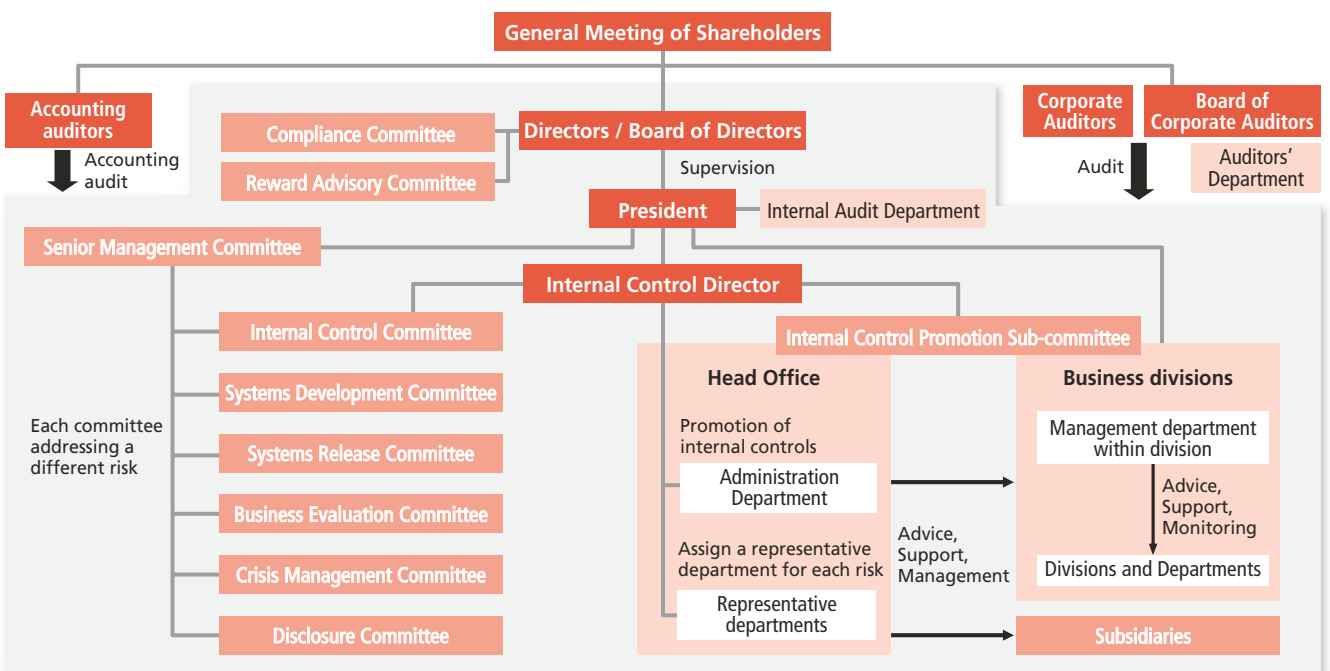 General Meeting of Shareholders
Accounting
auditors
Accounting
audit
Compliance Committee
Reward Advisory Committee
Directors / Board of Directors
Supervision
Corporate
Auditors
Board of
Corporate Auditors
Audit
Auditors'
Department
President
Internal Audit Department
Senior Management Committee
Internal Control Director
Each committee
addressing a
different risk
Internal Control Committee
Systems Development Committee
Systems Release Committee
Business Evaluation Committee
Crisis Management Committee
Disclosure Committee
Internal Control Promotion Sub-committee
Head Office
Promotion of
internal controls
Administration
Department
Assign a representative
department for each risk
Representative
departments
Advice,
Support,
Management
Business divisions
Management department
within division
Advice,
Support,
Monitoring
Divisions and Departments
Subsidiaries